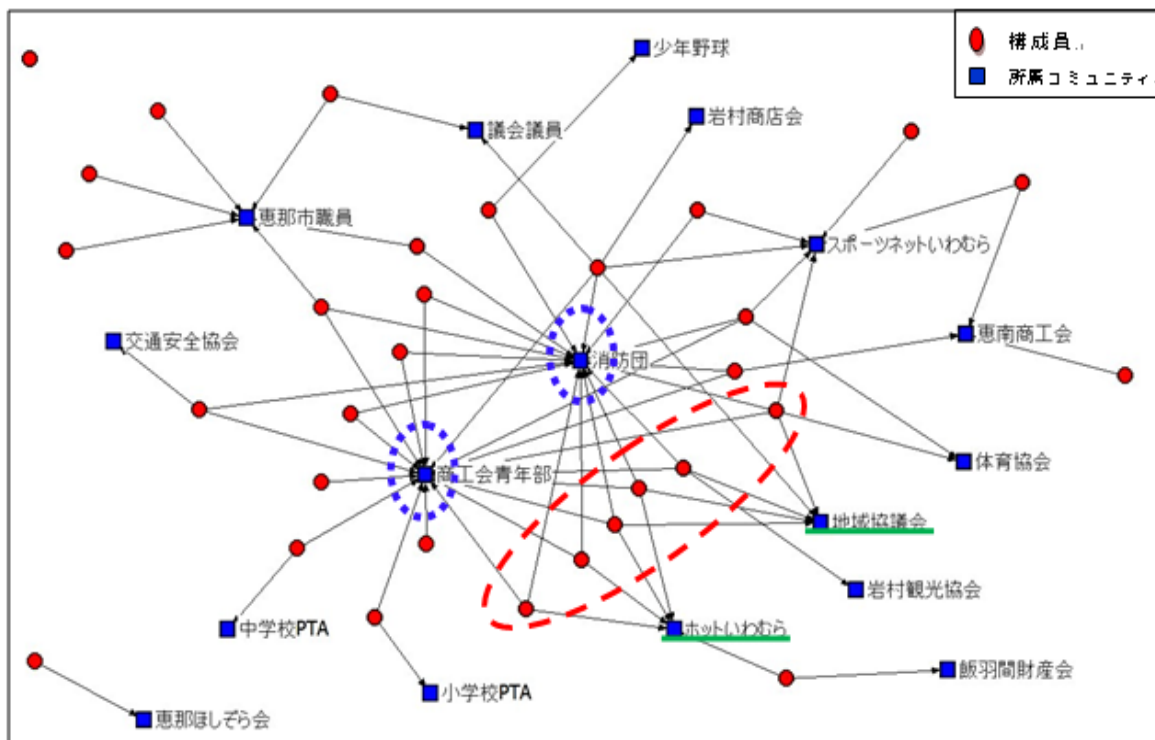 構成員
所属コミュニティ
少年野球
岩村商店会
議会議員
恵那市職員
スポーツネットいわむら
交通安全協会
消防団
恵南商工会
商工会青年部
体育協会
地域協議会
岩村観光協会
中学校PTA
ホットいわむら
飯羽間財産会
小学校PTA
恵那ほしぞら会